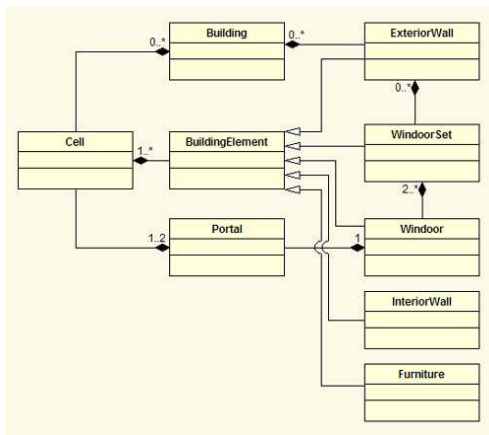 Building
ExteriorWall
0..*
0..*
0..*
Cell
BuildingElement
WindoorSet
1..*
2..*
Portal
Windoor
1..2
1
InteriorWall
Furniture